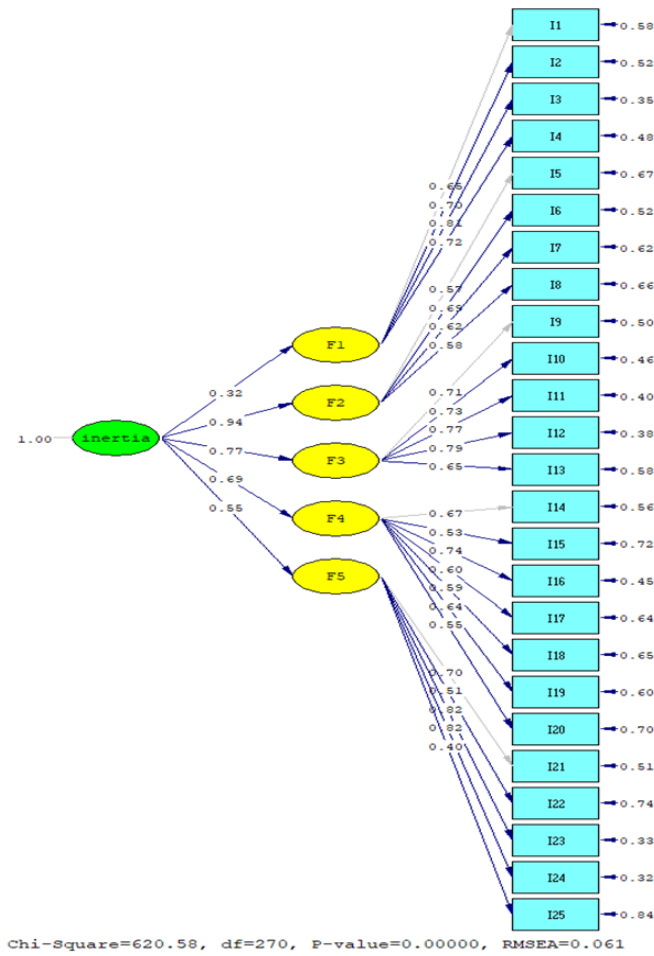 I1 0.58
I2 0.52
I3 0.35
I4 0.48
I5 0.67
I6 0.52
I7 0.62
I8 0.66
I9 0.50
I10 0.46
I11 0.40
I12 0.38
I13 0.58
I14 0.56
I15 0.72
I16 0.45
I17 0.64
I18 0.65
I19 0.60
I20 0.70
I21 0.51
I22 0.74
I23 0.33
I24 0.32
I25 0.84
0.65
0.70
0.81
0.72
0.57
0.69
0.62
0.58
0.71
0.73
0.77
0.79
0.65
0.67
0.53
0.74
0.60
0.59
0.64
0.55
0.70
0.51
0.82
0.82
0.40
F1
F2
F3
F4
F5
0.32
0.94
0.77
0.69
0.55
1.00 inertia
Chi-Square=620.58, df=270, P-value=0.00000, RMSEA=0.061